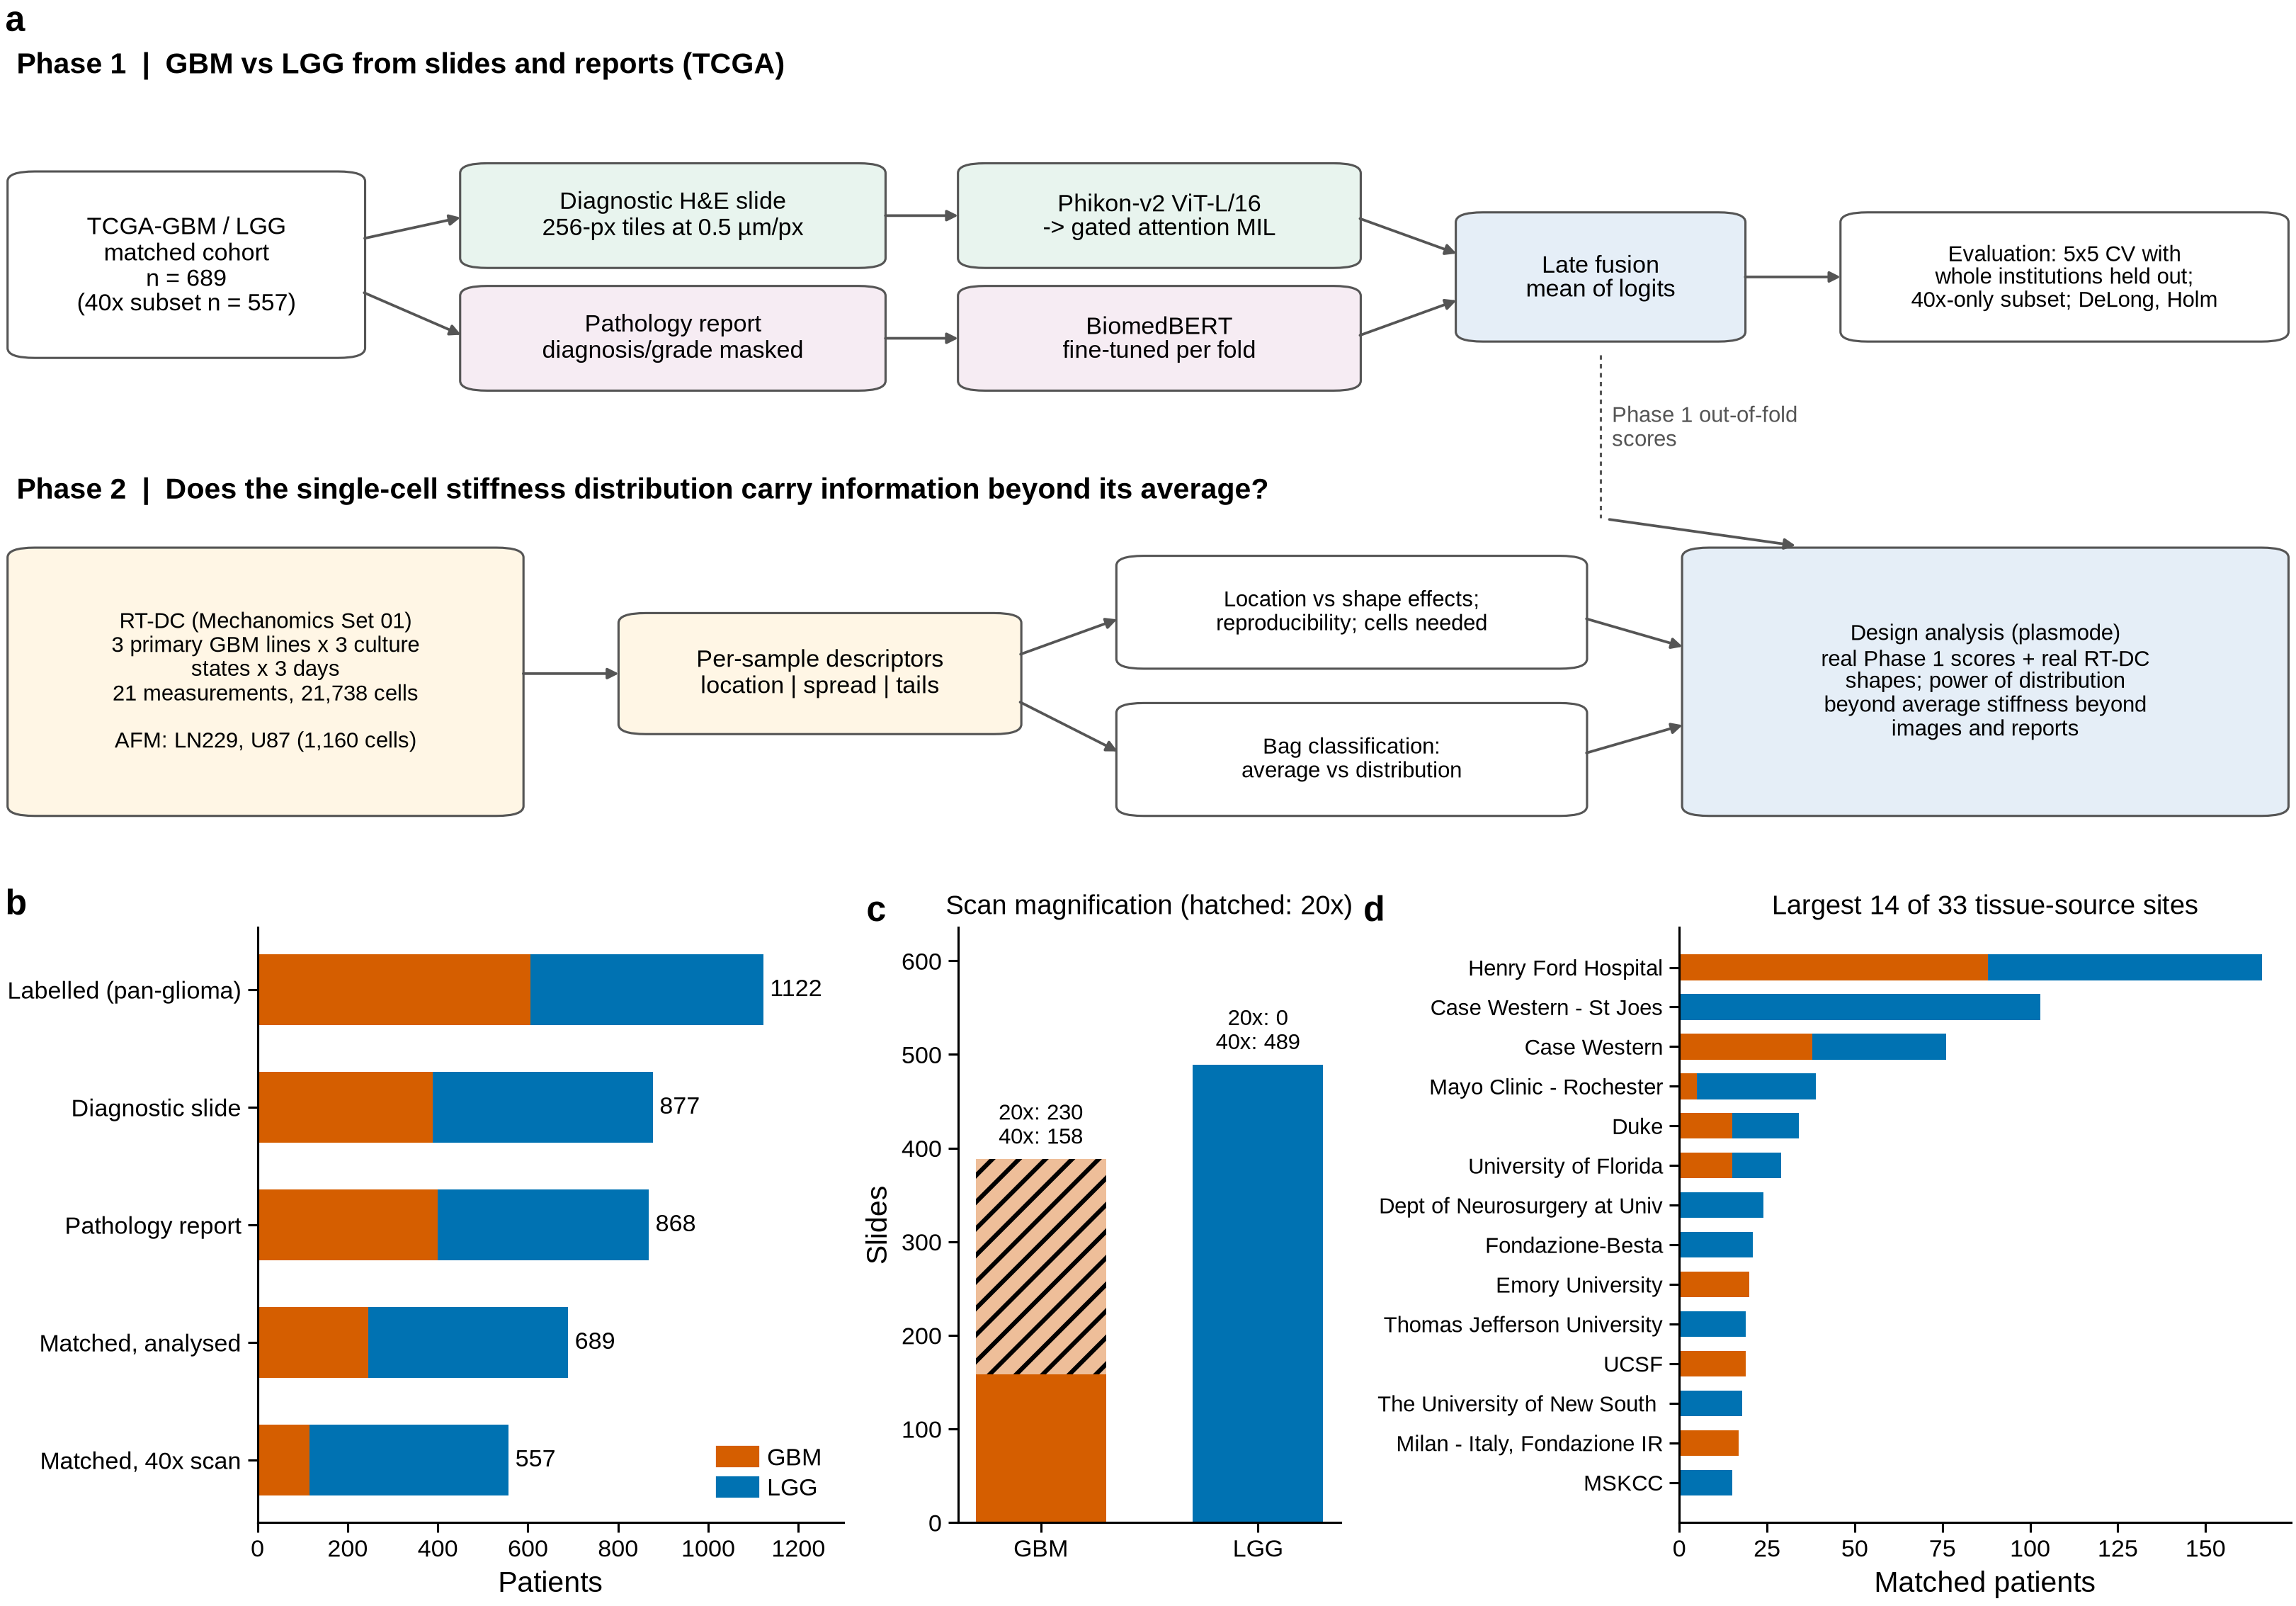 a
Phase 1 | GBM vs LGG from slides and reports (TCGA)
TCGA-GBM / LGG
matched cohort
n = 689
(40x subset n = 557)
Diagnostic H&E slide
256-px tiles at 0.5 µm/px
Phikon-v2 ViT-L/16
-> gated attention MIL
Pathology report
diagnosis/grade masked
BiomedBERT
fine-tuned per fold
Late fusion
mean of logits
Evaluation: 5x5 CV with
whole institutions held out;
40x-only subset; DeLong, Holm
Phase 1 out-of-fold
scores
Phase 2 | Does the single-cell stiffness distribution carry information beyond its average?
RT-DC (Mechanomics Set 01)
3 primary GBM lines x 3 culture
states x 3 days
21 measurements, 21,738 cells
AFM: LN229, U87 (1,160 cells)
Per-sample descriptors
location | spread | tails
Location vs shape effects;
reproducibility; cells needed
Bag classification:
average vs distribution
Design analysis (plasmode)
real Phase 1 scores + real RT-DC
shapes; power of distribution
beyond average stiffness beyond
images and reports
b
Labelled (pan-glioma)
1122
Diagnostic slide
877
Pathology report
868
Matched, analysed
689
Matched, 40x scan
557
GBM
LGG
0 200 400 600 800 1000 1200
Patients
c
Scan magnification (hatched: 20x)
600
500
400
300
200
100
0
Slides
20x: 230
40x: 158
20x: 0
40x: 489
GBM LGG
d
Largest 14 of 33 tissue-source sites
Henry Ford Hospital
Case Western - St Joes
Case Western
Mayo Clinic - Rochester
Duke
University of Florida
Dept of Neurosurgery at Univ
Fondazione-Besta
Emory University
Thomas Jefferson University
UCSF
The University of New South
Milan - Italy, Fondazione IR
MSKCC
0 25 50 75 100 125 150
Matched patients